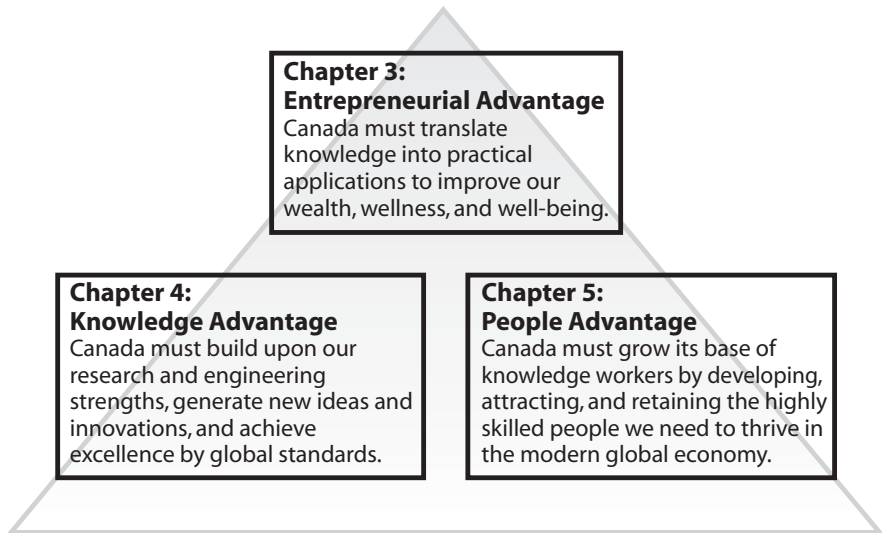 Chapter 3:
Entrepreneurial Advantage
Canada must translate
knowledge into practical
applications to improve our
wealth, wellness, and well-being.
Chapter 4:
Knowledge Advantage
Canada must build upon our
research and engineering
strengths, generate new ideas and
innovations, and achieve
excellence by global standards.
Chapter 5:
People Advantage
Canada must grow its base of
knowledge workers by developing,
attracting, and retaining the highly
skilled people we need to thrive in
the modern global economy.